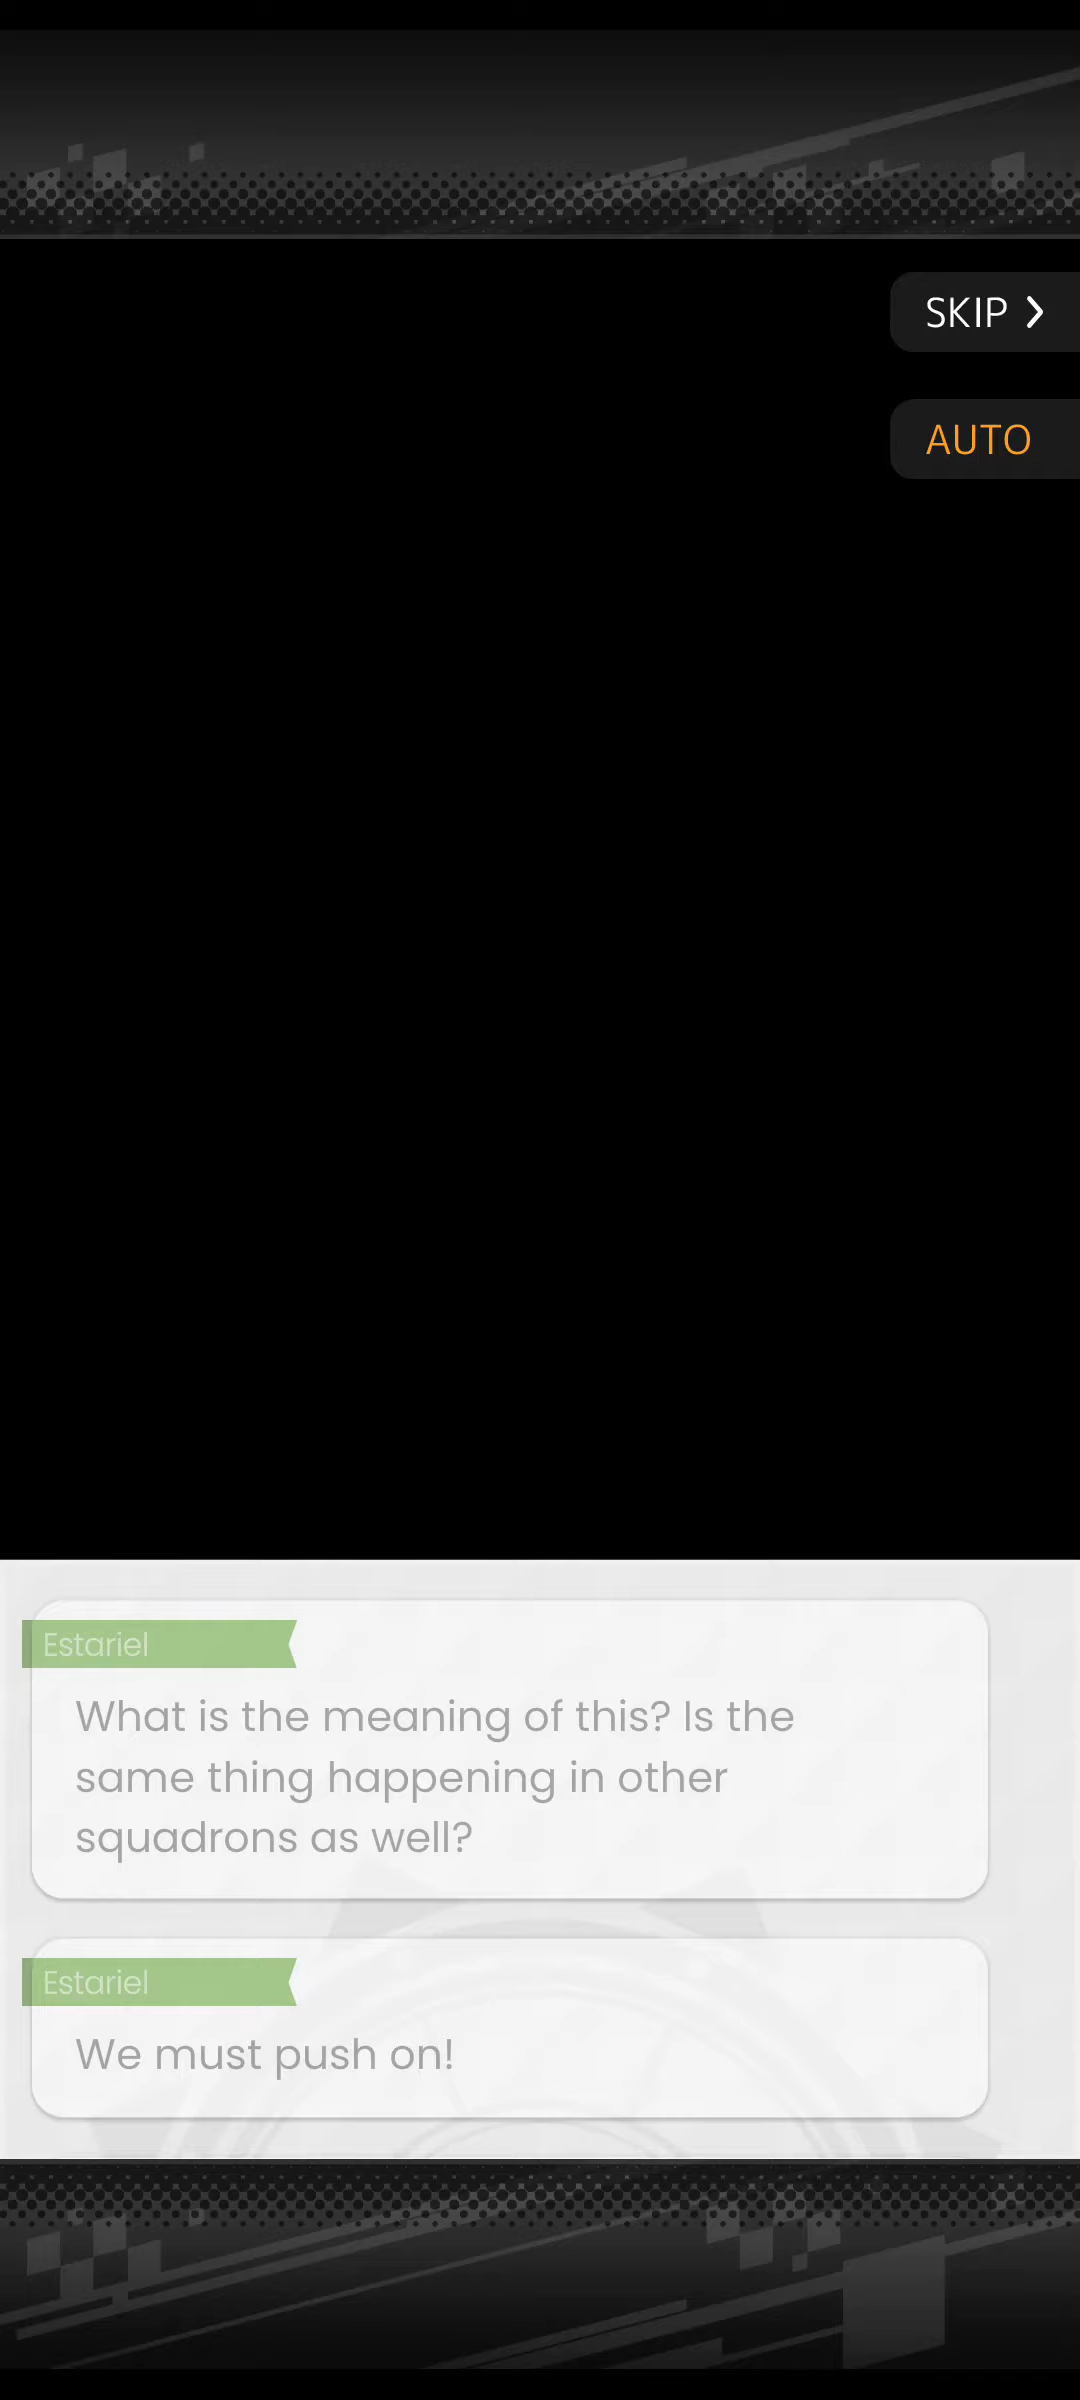 SKIP
AUTO
Estariel
What is the meaning of this? Is the
same thing happening in other
squadrons as well?
Estariel
We must push on!